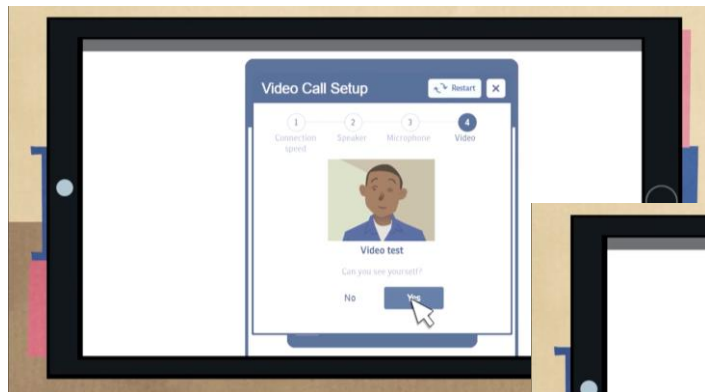 Video Call Setup
Restart
1 2 3 4
Connection speed Speaker Microphone Video
Video test
Can you see yourself?
No Yes